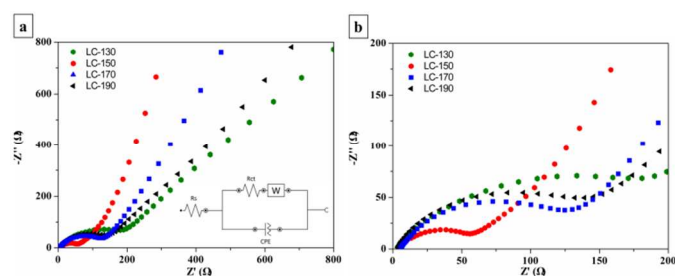 a
b
800
600
400
200
0
-Z'' (Ω)
LC-130
LC-150
LC-170
LC-190
Rs
Rct
W
CPE
0 200 400 600 800
Z' (Ω)
200
150
100
50
0
-Z'' (Ω)
LC-130
LC-150
LC-170
LC-190
0 50 100 150 200
Z' (Ω)